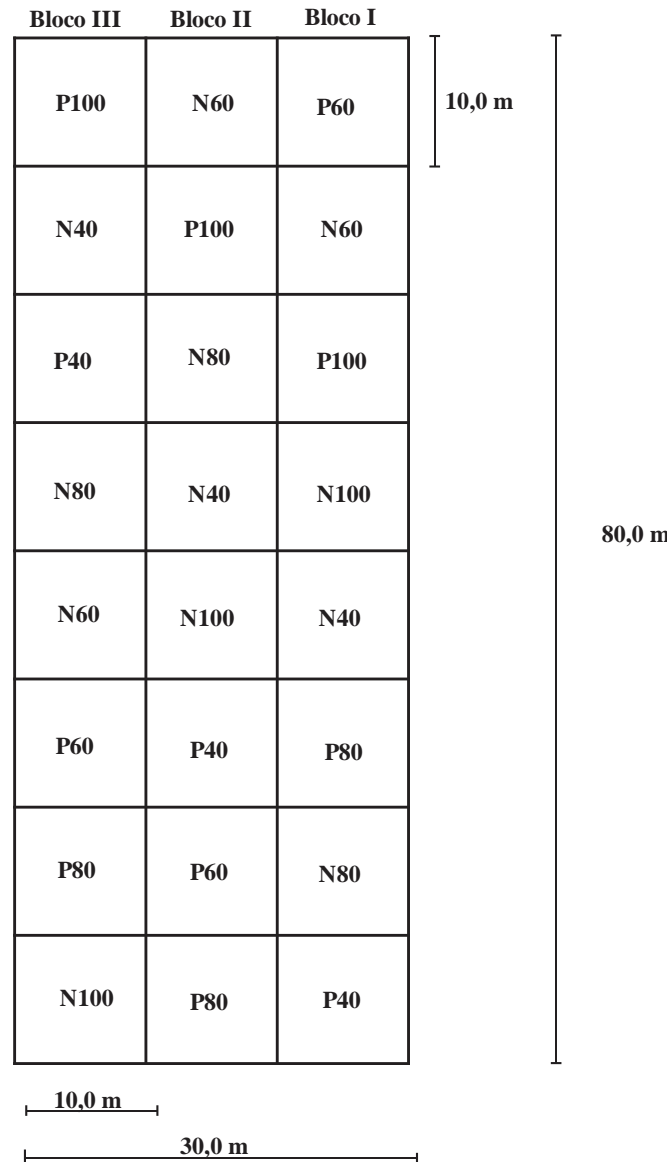 Bloco III Bloco II Bloco I
P100 N60 P60 10,0 m
N40 P100 N60
P40 N80 P100
N80 N40 N100
80,0 m
N60 N100 N40
P60 P40 P80
P80 P60 N80
N100 P80 P40
10,0 m
30,0 m